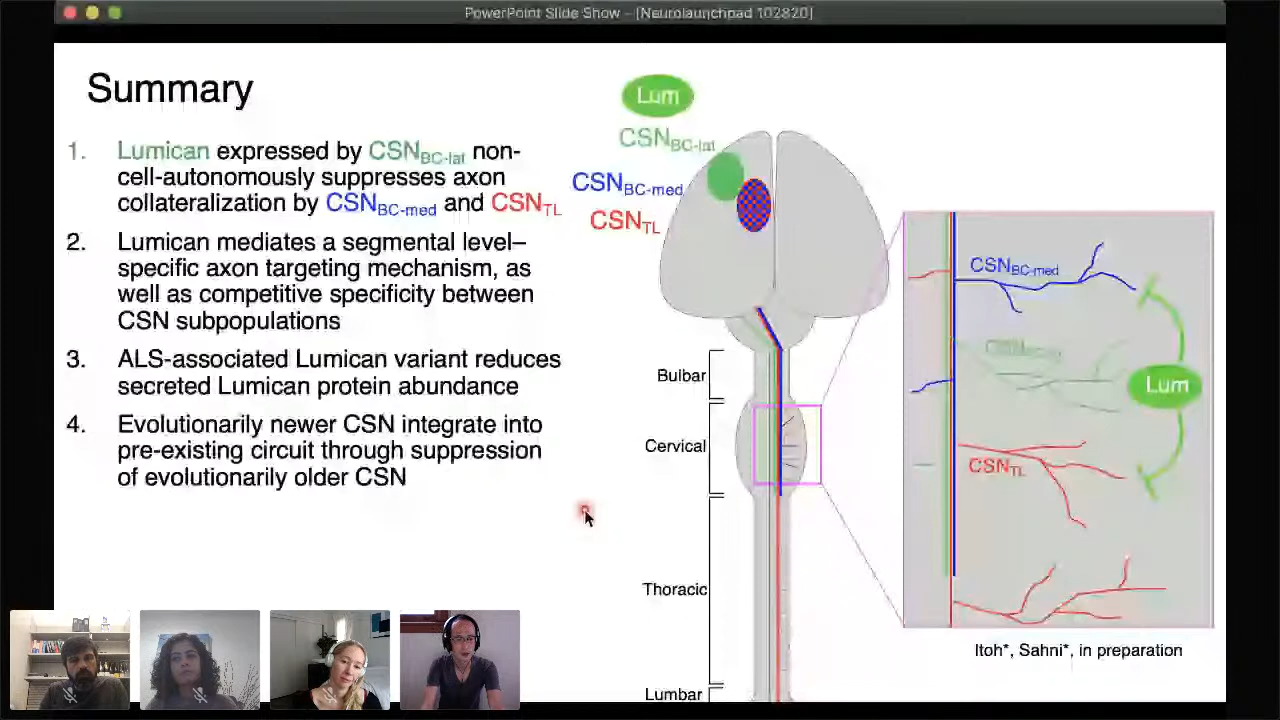 PowerPoint Slide Show - [Neurolaunchpad 102820]
Summary
1. Lumican expressed by CSNBC-lat non-
cell-autonomously suppresses axon
collateralization by CSNBC-med and CSNTL
2. Lumican mediates a segmental level–
specific axon targeting mechanism, as
well as competitive specificity between
CSN subpopulations
3. ALS-associated Lumican variant reduces
secreted Lumican protein abundance
4. Evolutionarily newer CSN integrate into
pre-existing circuit through suppression
of evolutionarily older CSN
Lum
CSNBC-lat
CSNBC-med
CSNTL
Bulbar
Cervical
Thoracic
Lumbar
CSNBC-med
Lum
CSNTL
Itoh*, Sahni*, in preparation